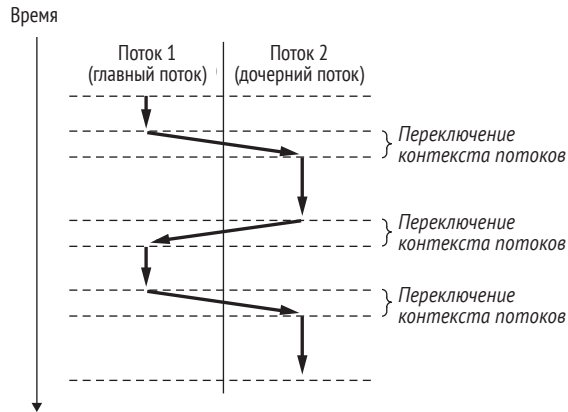 Время
Поток 1
(главный поток)
Поток 2
(дочерний поток)
Переключение
контекста потоков
Переключение
контекста потоков
Переключение
контекста потоков